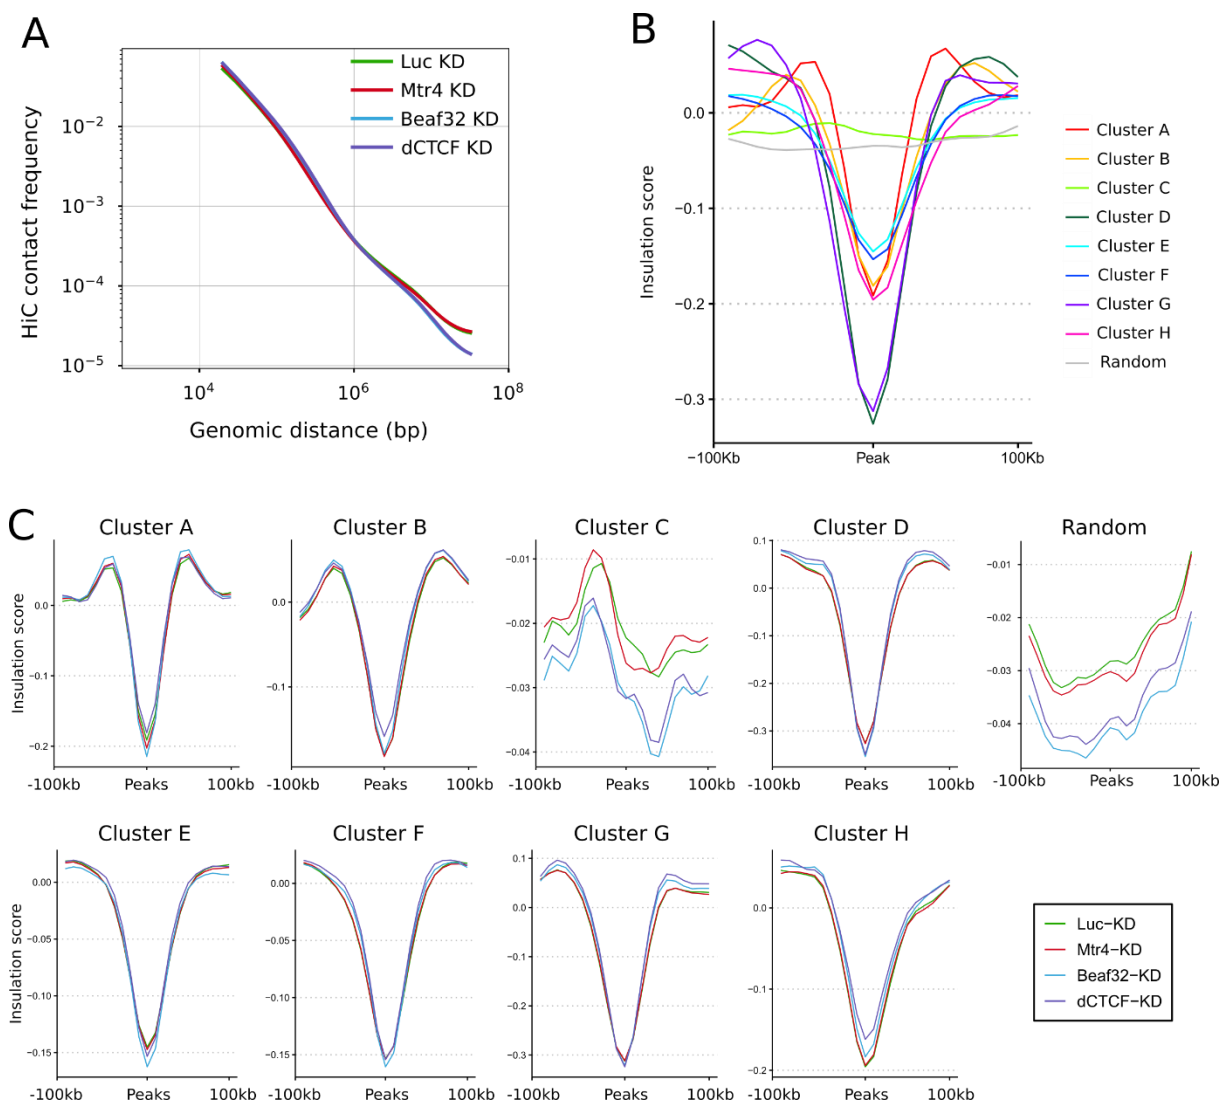 A
Luc KD
Mtr4 KD
Beaf32 KD
dCTCF KD
HiC contact frequency
10−2
10−3
10−4
10−5
104
106
108
Genomic distance (bp)
B
Insulation score
0.0
−0.1
−0.2
−0.3
−100Kb
Peak
100Kb
Cluster A
Cluster B
Cluster C
Cluster D
Cluster E
Cluster F
Cluster G
Cluster H
Random
C
Cluster A
Insulation score
0.0
−0.1
−0.2
-100kb
Peaks
100kb
Cluster B
0.0
−0.1
-100kb
Peaks
100kb
Cluster C
−0.01
−0.02
−0.03
−0.04
-100kb
Peaks
100kb
Cluster D
0.1
0.0
−0.1
−0.2
−0.3
-100kb
Peaks
100kb
Random
−0.01
−0.02
−0.03
−0.04
-100kb
Peaks
100kb
Cluster E
Insulation score
0.00
−0.05
−0.10
−0.15
-100kb
Peaks
100kb
Cluster F
0.00
−0.05
−0.10
−0.15
-100kb
Peaks
100kb
Cluster G
0.1
0.0
−0.1
−0.2
−0.3
-100kb
Peaks
100kb
Cluster H
0.0
−0.1
−0.2
-100kb
Peaks
100kb
Luc−KD
Mtr4−KD
Beaf32−KD
dCTCF−KD